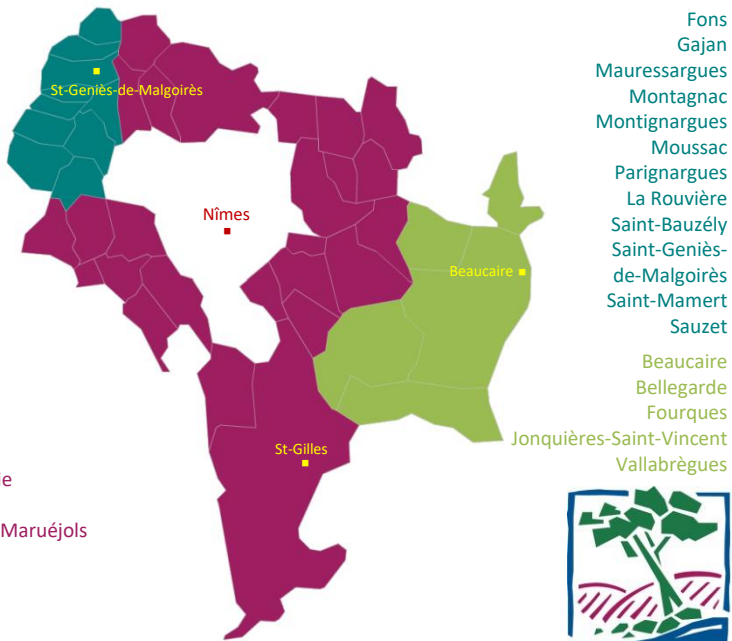 St-Geniès-de-Malgoirès
Nîmes
Beaucaire
St-Gilles
ie
Maruéjols
Fons
Gajan
Mauressargues
Montagnac
Montignargues
Moussac
Parignargues
La Rouvière
Saint-Bauzély
Saint-Geniès-
de-Malgoirès
Saint-Mamert
Sauzet
Beaucaire
Bellegarde
Fourques
Jonquières-Saint-Vincent
Vallabrègues